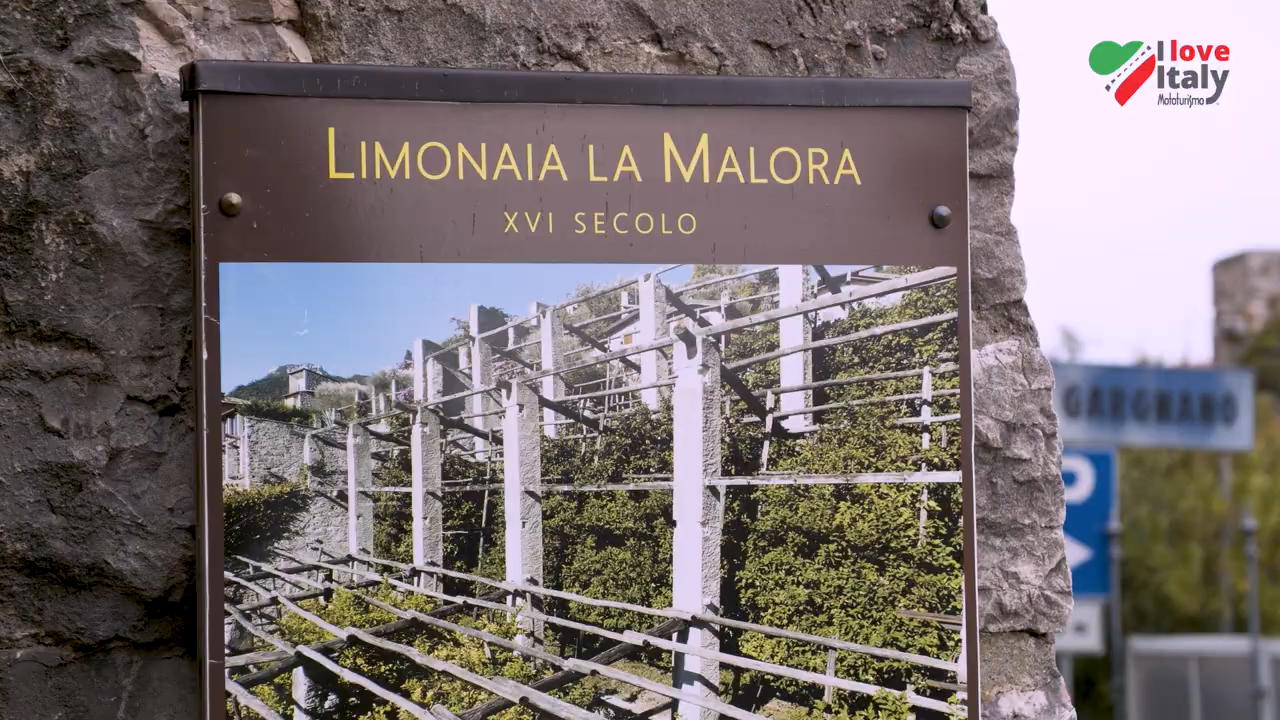 I love
Italy
Mototurismo
LIMONAIA LA MALORA
XVI SECOLO
GARGNANO
P